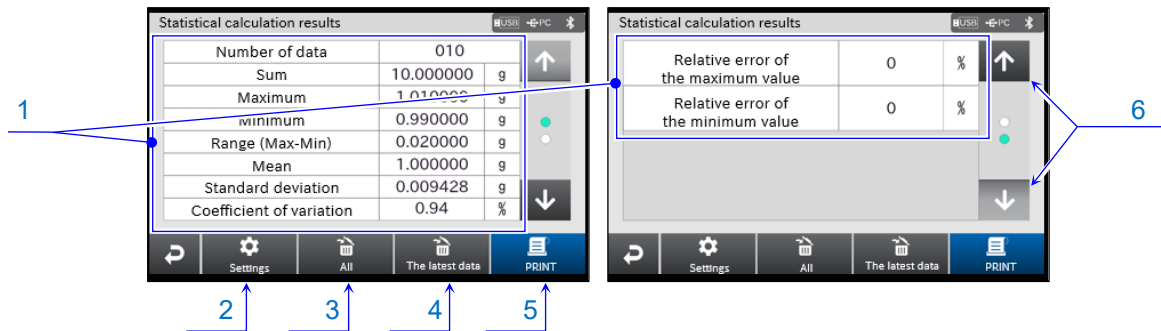 Statistical calculation results USB PC
Number of data 010
Sum 10.000000 g
Maximum 1.010000 g
Minimum 0.990000 g
Range (Max-Min) 0.020000 g
Mean 1.000000 g
Standard deviation 0.009428 g
Coefficient of variation 0.94 %
Settings All The latest data PRINT
Statistical calculation results USB PC
Relative error of
the maximum value 0 %
Relative error of
the minimum value 0 %
Settings All The latest data PRINT
1
6
2 3 4 5